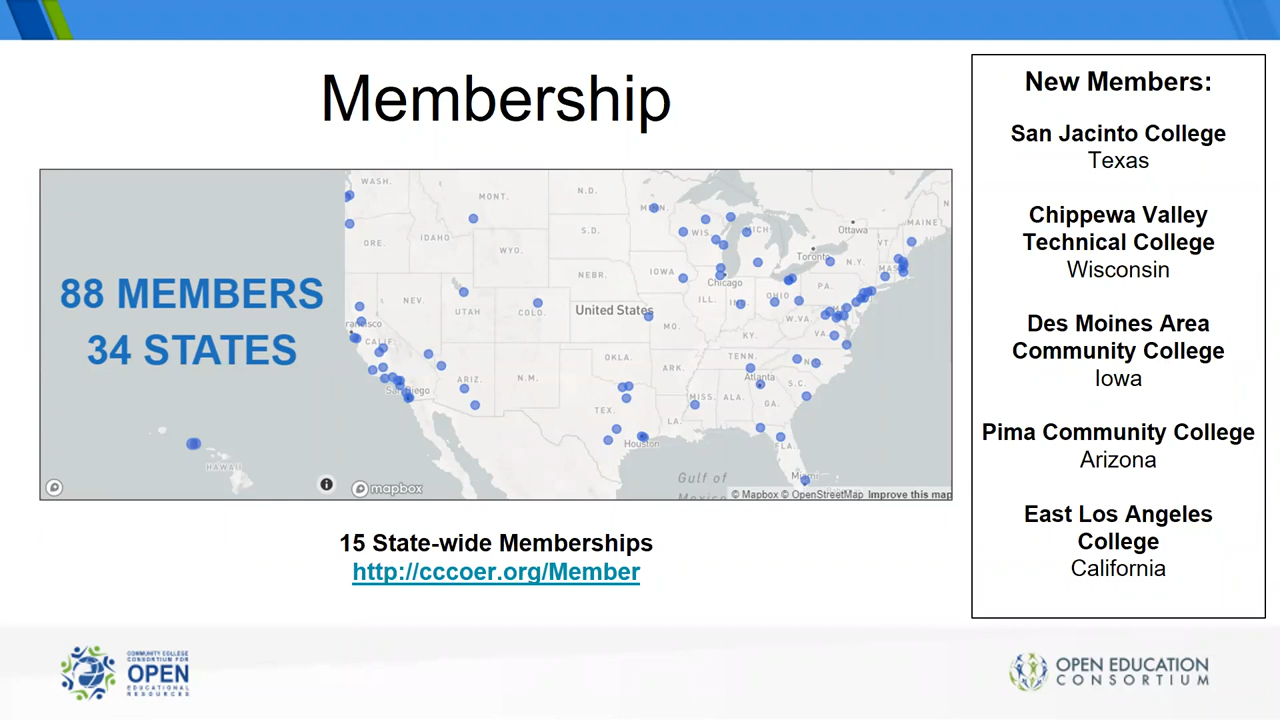 Membership
88 MEMBERS
34 STATES
WASH.
MONT.
N.D.
MINN.
ORE.
IDAHO
S.D.
WIS.
MICH.
Ottawa
MAINE
WYO.
Toronto
VT
N.Y.
MASS.
IOWA
NEBR.
Chicago
NEV.
UTAH
COLO.
United States
ILL.
IND.
OHIO
PA.
MO.
W.VA.
VA.
KY.
CALIF.
OKLA.
TENN.
N.C.
ARIZ.
N.M.
ARK.
Atlanta
S.C.
San Diego
TEX.
MISS.
ALA.
GA.
LA.
Houston
FLA.
HAWAII
Gulf of
Mexico
Miami
mapbox
© Mapbox © OpenStreetMap Improve this map
15 State-wide Memberships
http://cccoer.org/Member
New Members:
San Jacinto College
Texas
Chippewa Valley
Technical College
Wisconsin
Des Moines Area
Community College
Iowa
Pima Community College
Arizona
East Los Angeles
College
California
COMMUNITY COLLEGE
CONSORTIUM FOR
OPEN
EDUCATIONAL
RESOURCES
OPEN EDUCATION
CONSORTIUM